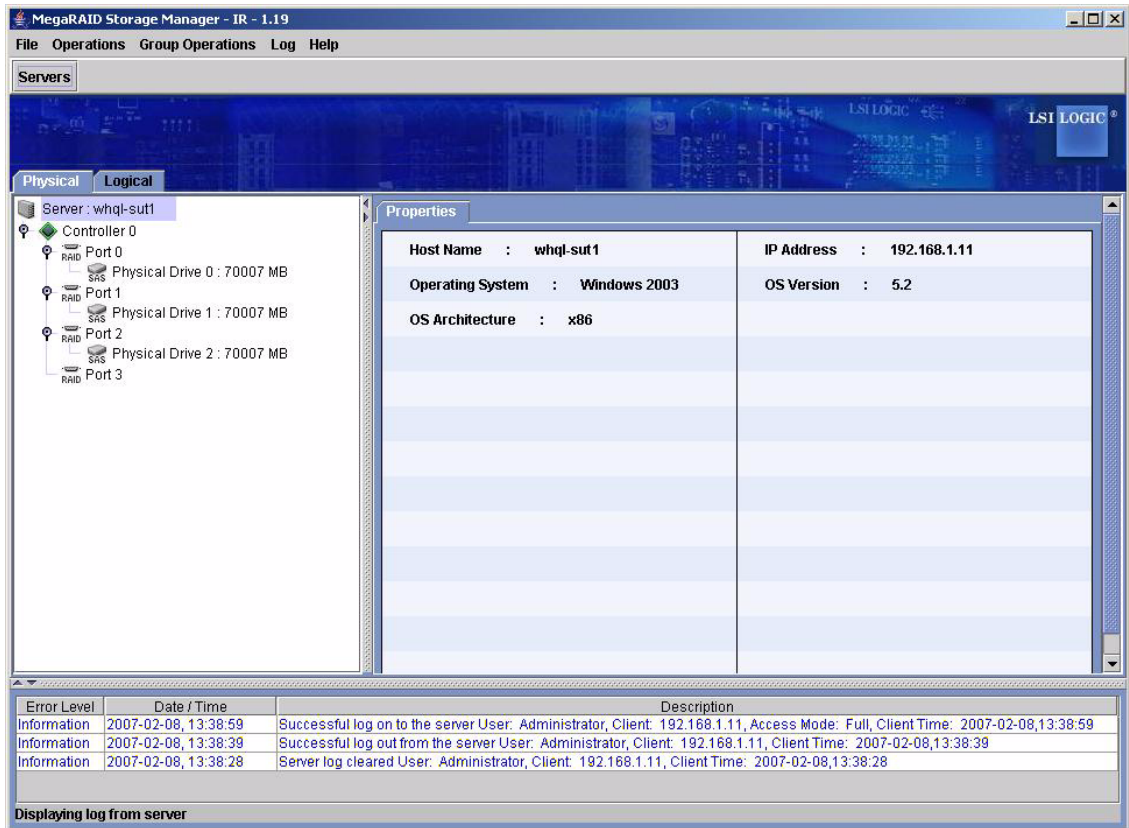 MegaRAID Storage Manager - IR - 1.19
File Operations Group Operations Log Help
Servers
LSI LOGIC
LSI LOGIC ®
Physical Logical
Server : whql-sut1
Controller 0
RAID Port 0
SAS Physical Drive 0 : 70007 MB
RAID Port 1
SAS Physical Drive 1 : 70007 MB
RAID Port 2
SAS Physical Drive 2 : 70007 MB
RAID Port 3
Properties
Host Name : whql-sut1 IP Address : 192.168.1.11
Operating System : Windows 2003 OS Version : 5.2
OS Architecture : x86
Error Level Date / Time Description
Information 2007-02-08, 13:38:59 Successful log on to the server User: Administrator, Client: 192.168.1.11, Access Mode: Full, Client Time: 2007-02-08,13:38:59
Information 2007-02-08, 13:38:39 Successful log out from the server User: Administrator, Client: 192.168.1.11, Client Time: 2007-02-08,13:38:39
Information 2007-02-08, 13:38:28 Server log cleared User: Administrator, Client: 192.168.1.11, Client Time: 2007-02-08,13:38:28
Displaying log from server